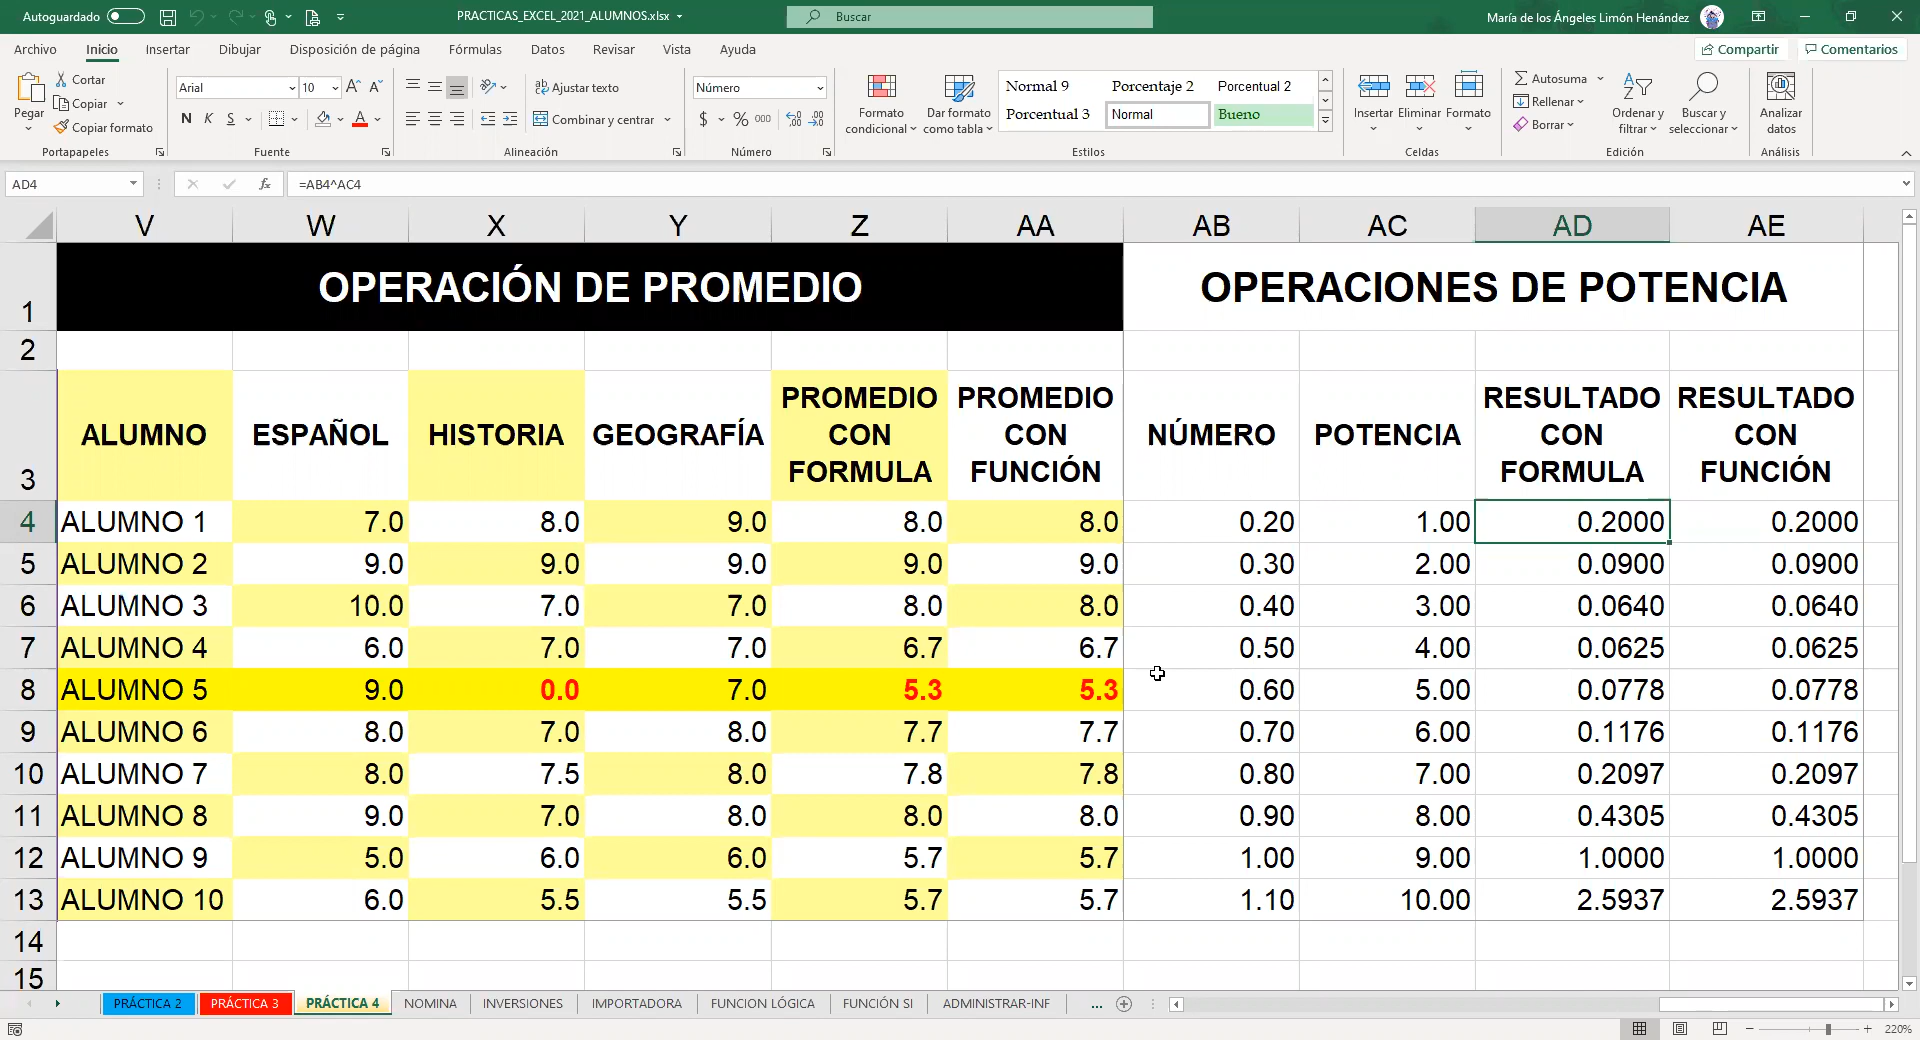 Autoguardado
PRACTICAS_EXCEL_2021_ALUMNOS.xlsx
Buscar
María de los Ángeles Limón Henández
Archivo Inicio Insertar Dibujar Disposición de página Fórmulas Datos Revisar Vista Ayuda
Compartir Comentarios
Pegar
Cortar
Copiar
Copiar formato
Portapapeles
Arial 10
N K S
Fuente
Ajustar texto
Combinar y centrar
Alineación
Número
$ % 000
Número
Formato condicional
Dar formato como tabla
Normal 9 Porcentaje 2 Porcentual 2
Porcentual 3 Normal Bueno
Estilos
Insertar Eliminar Formato
Celdas
Autosuma
Rellenar
Borrar
Ordenar y filtrar
Buscar y seleccionar
Edición
Analizar datos
Análisis
AD4 fx =AB4^AC4
V W X Y Z AA AB AC AD AE
1 OPERACIÓN DE PROMEDIO OPERACIONES DE POTENCIA
2
3 ALUMNO ESPAÑOL HISTORIA GEOGRAFÍA PROMEDIO CON FORMULA PROMEDIO CON FUNCIÓN NÚMERO POTENCIA RESULTADO CON FORMULA RESULTADO CON FUNCIÓN
4 ALUMNO 1 7.0 8.0 9.0 8.0 8.0 0.20 1.00 0.2000 0.2000
5 ALUMNO 2 9.0 9.0 9.0 9.0 9.0 0.30 2.00 0.0900 0.0900
6 ALUMNO 3 10.0 7.0 7.0 8.0 8.0 0.40 3.00 0.0640 0.0640
7 ALUMNO 4 6.0 7.0 7.0 6.7 6.7 0.50 4.00 0.0625 0.0625
8 ALUMNO 5 9.0 0.0 7.0 5.3 5.3 0.60 5.00 0.0778 0.0778
9 ALUMNO 6 8.0 7.0 8.0 7.7 7.7 0.70 6.00 0.1176 0.1176
10 ALUMNO 7 8.0 7.5 8.0 7.8 7.8 0.80 7.00 0.2097 0.2097
11 ALUMNO 8 9.0 7.0 8.0 8.0 8.0 0.90 8.00 0.4305 0.4305
12 ALUMNO 9 5.0 6.0 6.0 5.7 5.7 1.00 9.00 1.0000 1.0000
13 ALUMNO 10 6.0 5.5 5.5 5.7 5.7 1.10 10.00 2.5937 2.5937
14
15
PRÁCTICA 2 PRÁCTICA 3 PRÁCTICA 4 NOMINA INVERSIONES IMPORTADORA FUNCION LÓGICA FUNCIÓN SI ADMINISTRAR-INF ...
220%